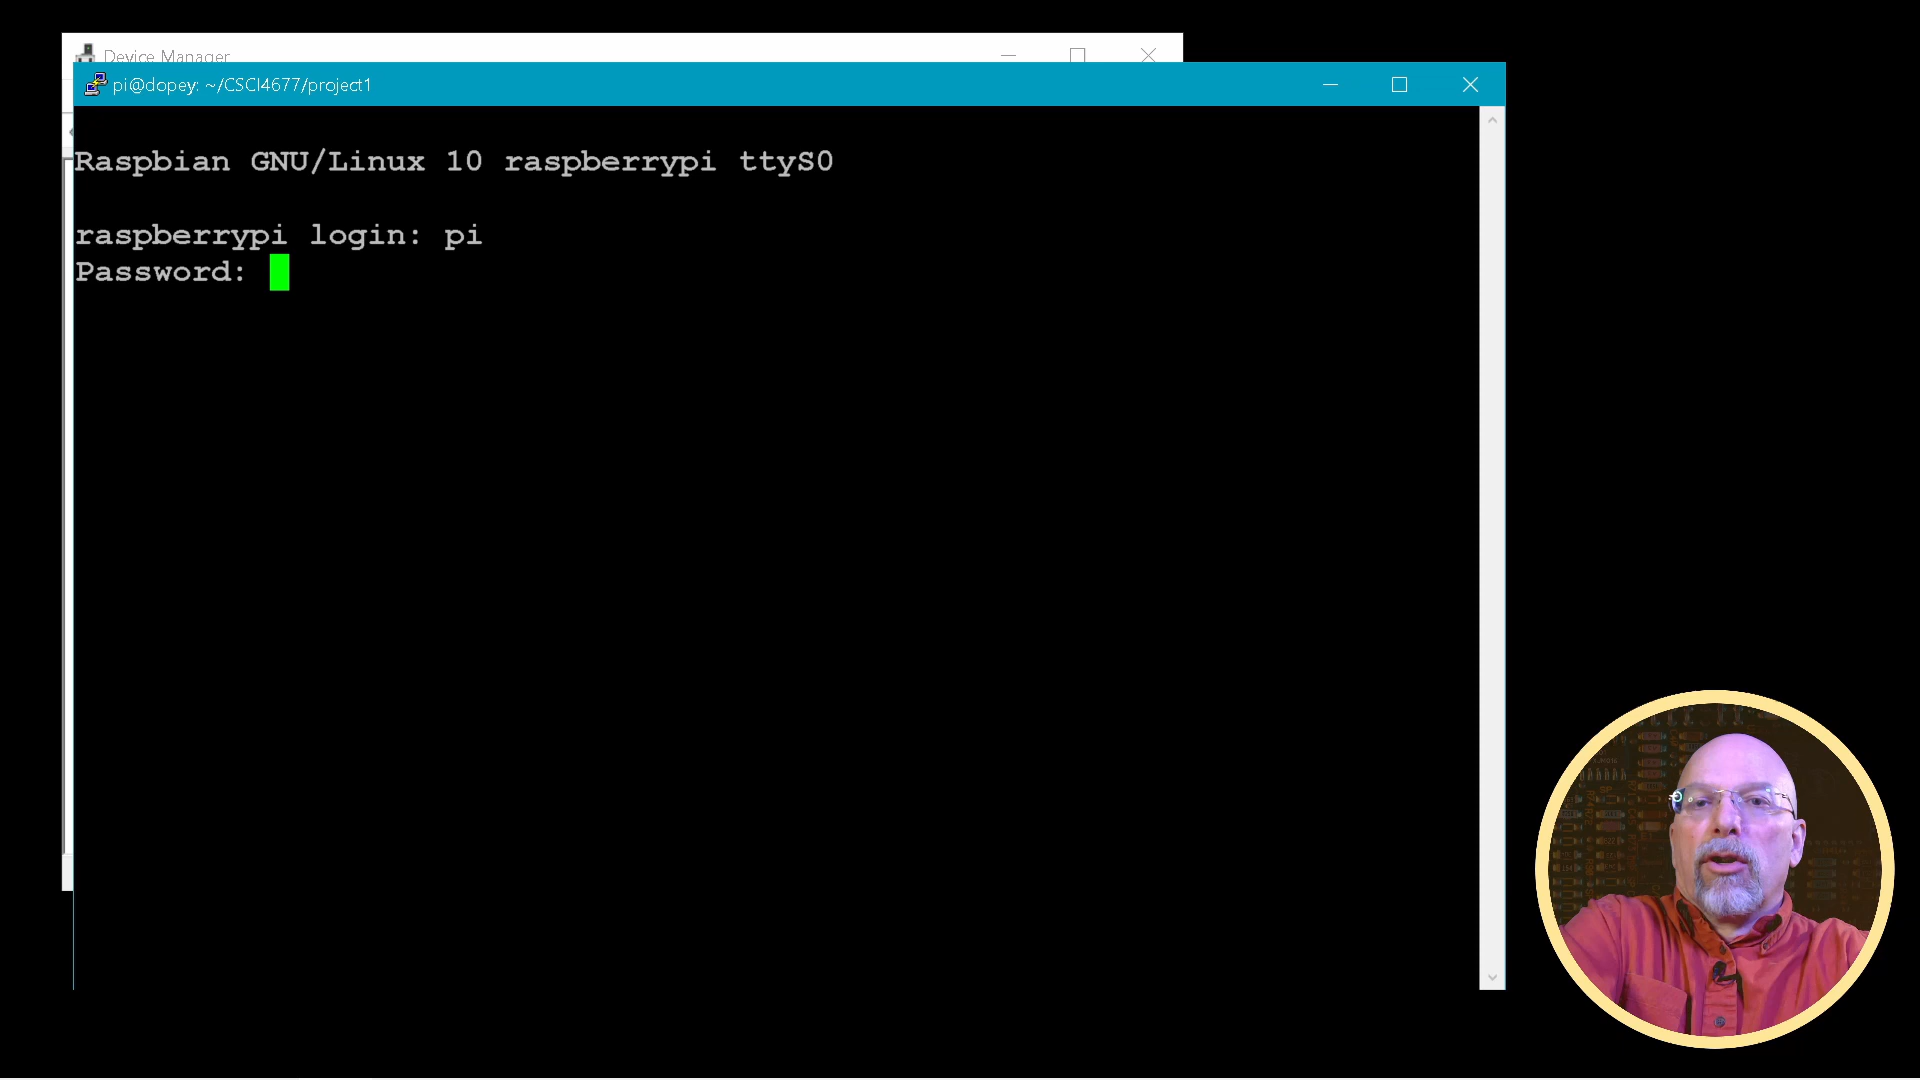 Device Manager
pi@dopey: ~/CSCI4677/project1
Raspbian GNU/Linux 10 raspberrypi ttyS0
raspberrypi login: pi
Password: